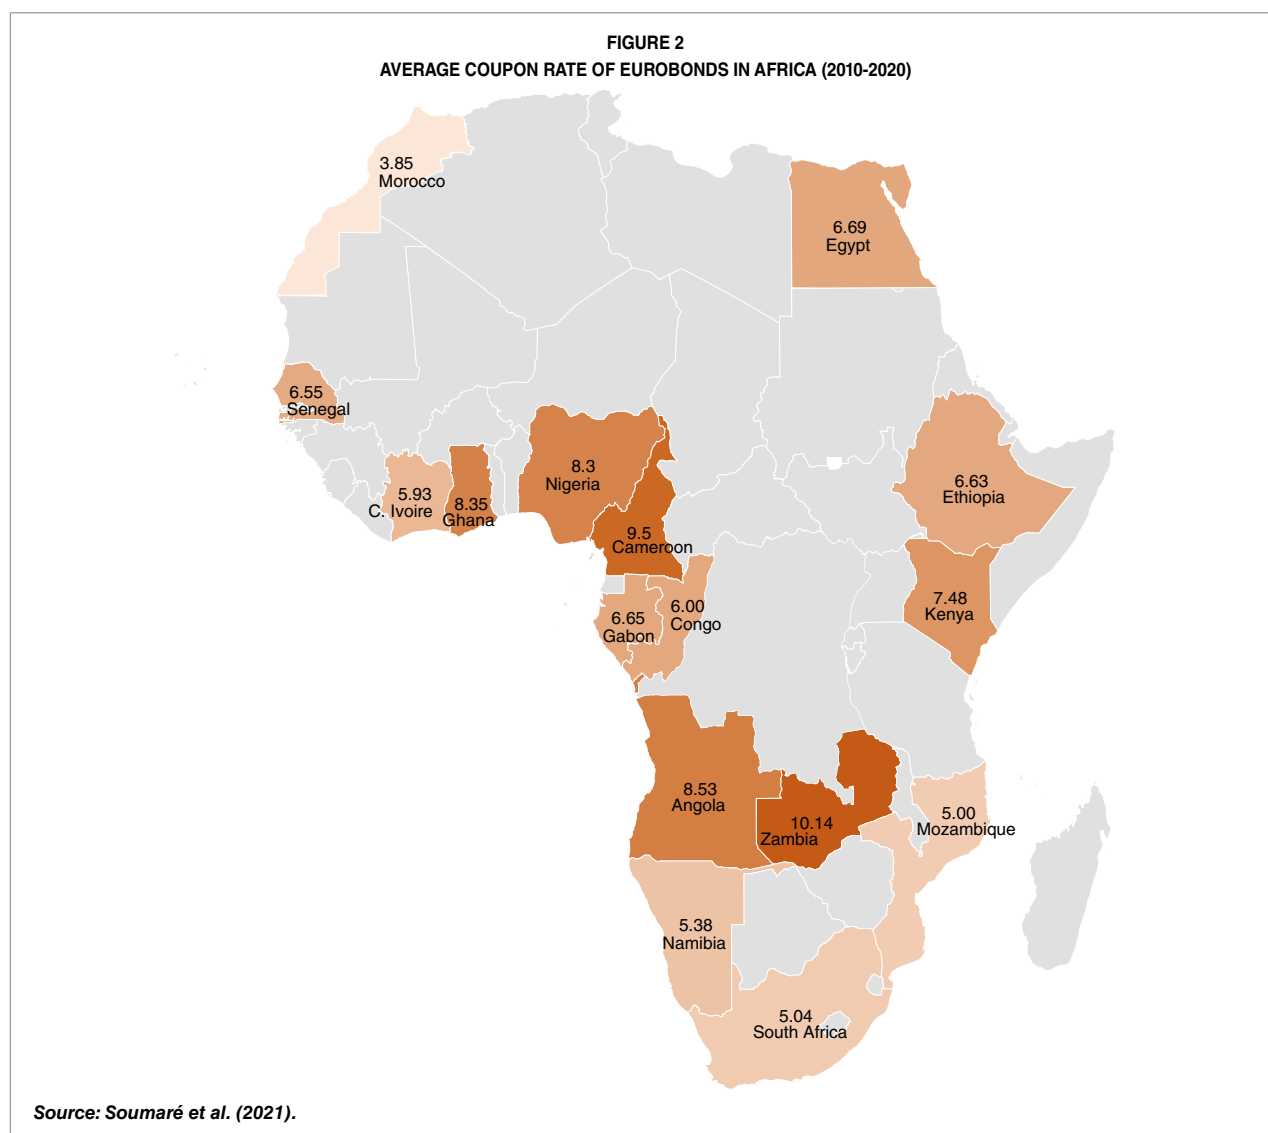 FIGURE 2
AVERAGE COUPON RATE OF EUROBONDS IN AFRICA (2010-2020)
3.85
Morocco
6.69
Egypt
6.55
Senegal
5.93
C. Ivoire
8.35
Ghana
8.3
Nigeria
9.5
Cameroon
6.63
Ethiopia
7.48
Kenya
6.65
Gabon
6.00
Congo
8.53
Angola
10.14
Zambia
5.00
Mozambique
5.38
Namibia
5.04
South Africa
Source: Soumaré et al. (2021).